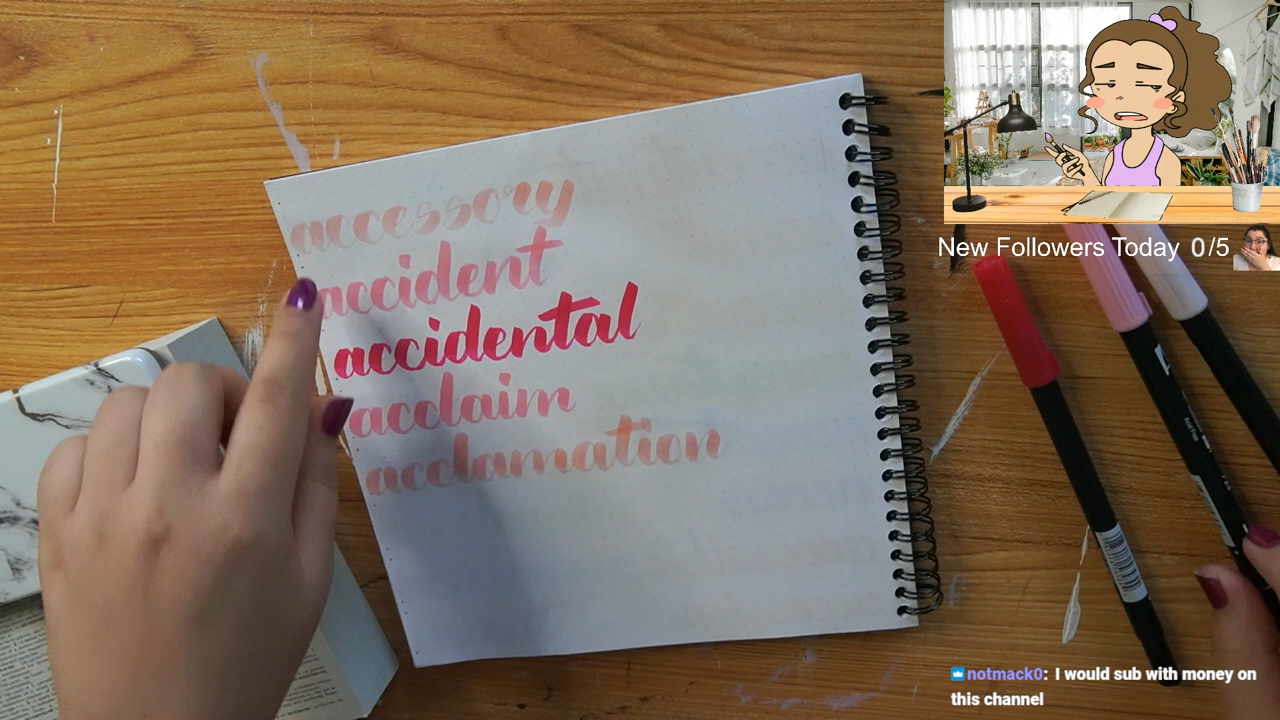 accessory
accident
accidental
acclaim
acclamation
New Followers Today 0/5
notmack0: I would sub with money on
this channel